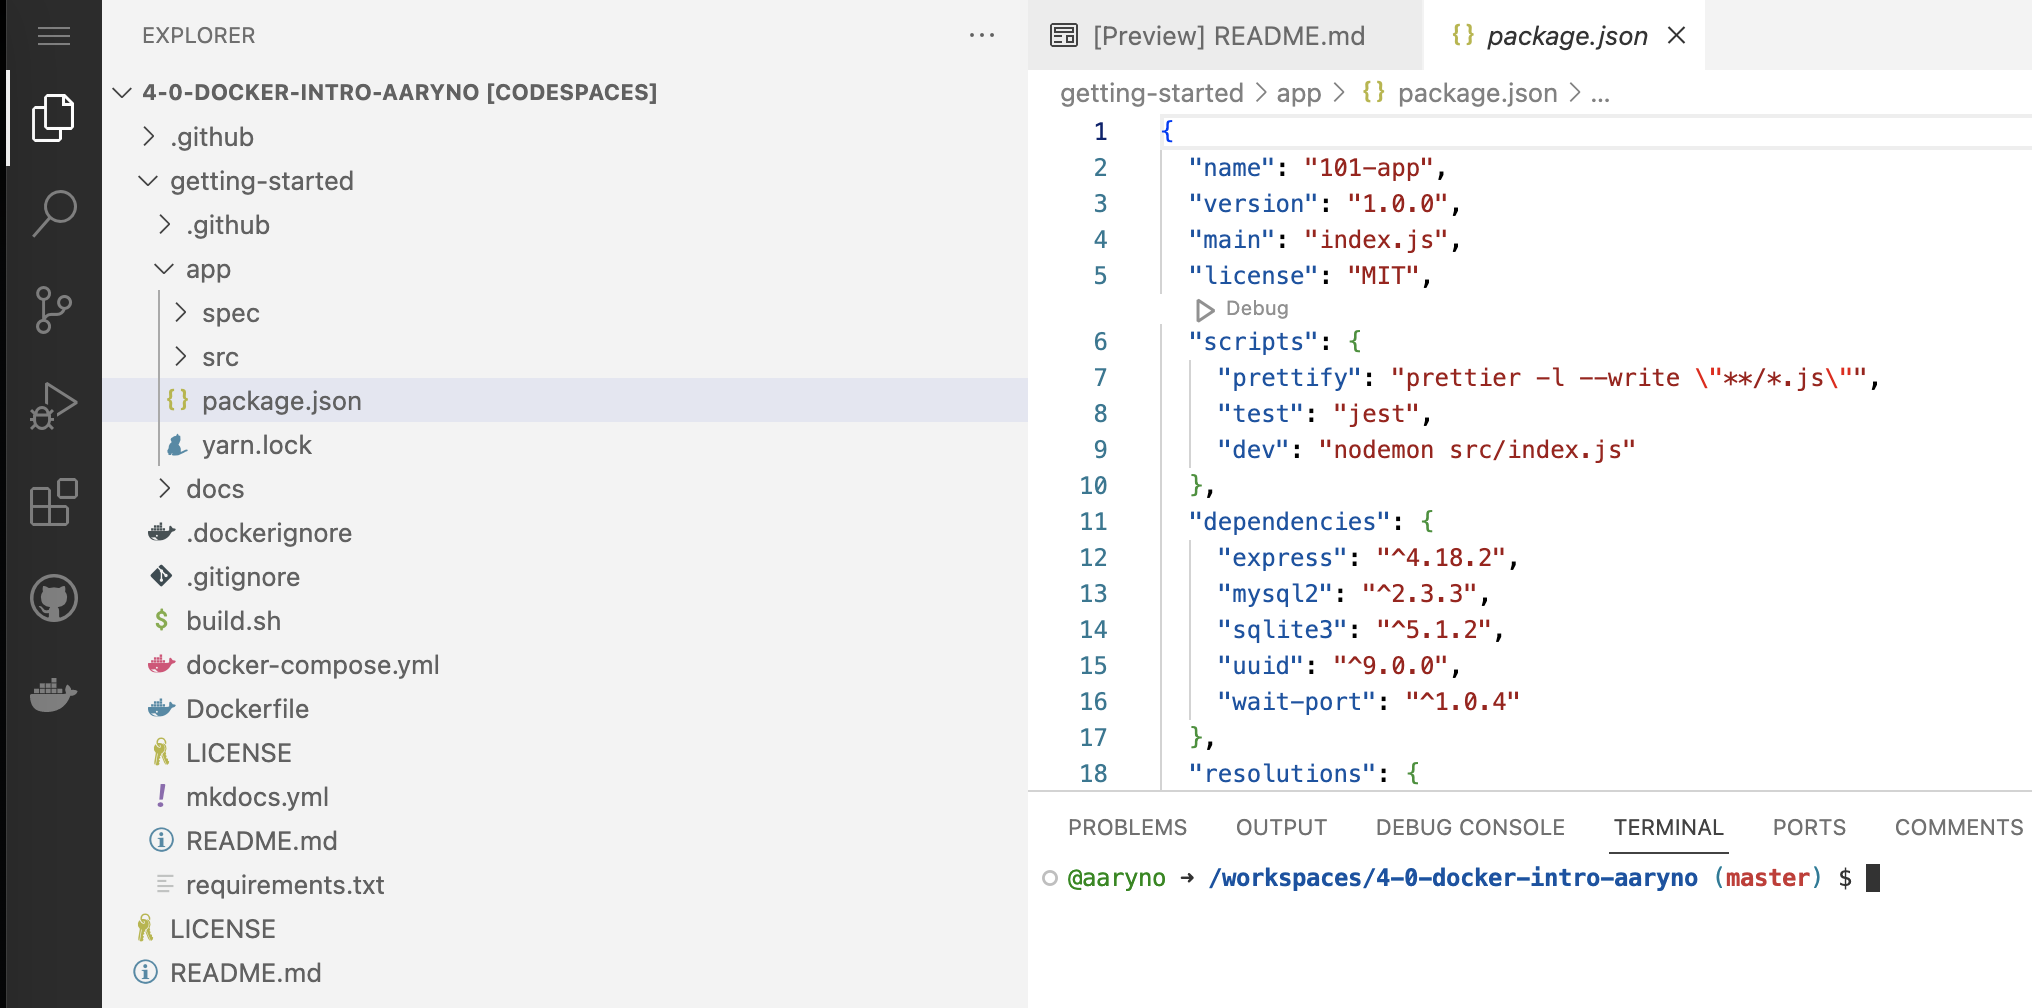 EXPLORER
4-0-DOCKER-INTRO-AARYNO [CODESPACES]
.github
getting-started
.github
app
spec
src
package.json
yarn.lock
docs
.dockerignore
.gitignore
build.sh
docker-compose.yml
Dockerfile
LICENSE
mkdocs.yml
README.md
requirements.txt
LICENSE
README.md
[Preview] README.md
{} package.json
getting-started > app > {} package.json > ...
1 {
2 "name": "101-app",
3 "version": "1.0.0",
4 "main": "index.js",
5 "license": "MIT",
Debug
6 "scripts": {
7 "prettify": "prettier -l --write \"**/*.js\"",
8 "test": "jest",
9 "dev": "nodemon src/index.js"
10 },
11 "dependencies": {
12 "express": "^4.18.2",
13 "mysql2": "^2.3.3",
14 "sqlite3": "^5.1.2",
15 "uuid": "^9.0.0",
16 "wait-port": "^1.0.4"
17 },
18 "resolutions": {
PROBLEMS OUTPUT DEBUG CONSOLE TERMINAL PORTS COMMENTS
@aaryno ➜ /workspaces/4-0-docker-intro-aaryno (master) $